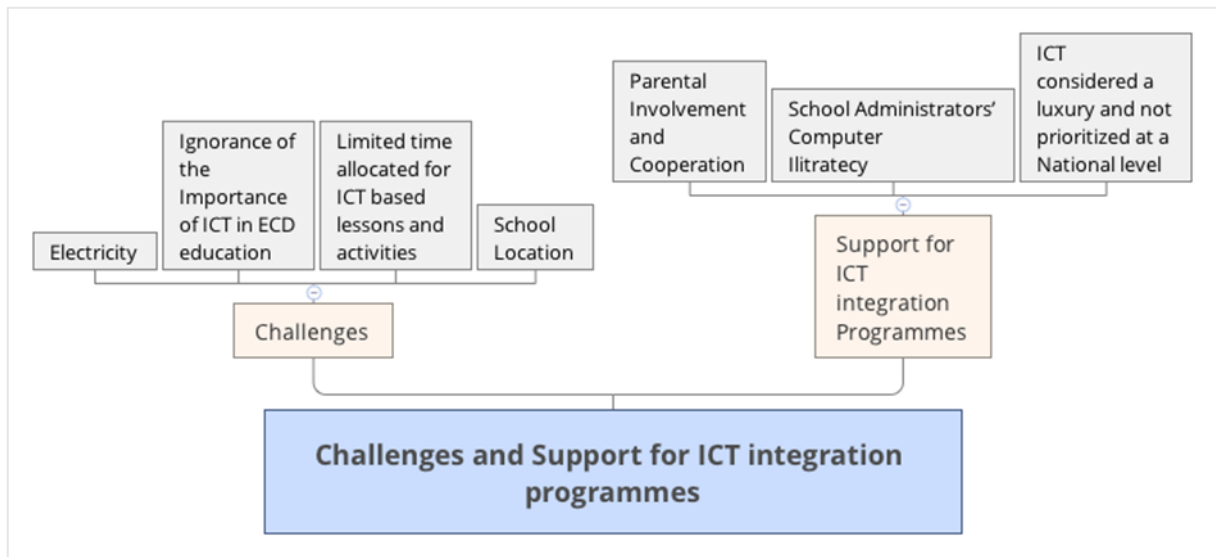 Electricity
Ignorance of
the
Importance
of ICT in ECD
education
Limited time
allocated for
ICT based
lessons and
activities
School
Location
Challenges
Parental
Involvement
and
Cooperation
School Administrators’
Computer
Ilitratecy
ICT
considered a
luxury and not
prioritized at a
National level
Support for
ICT
integration
Programmes
Challenges and Support for ICT integration
programmes